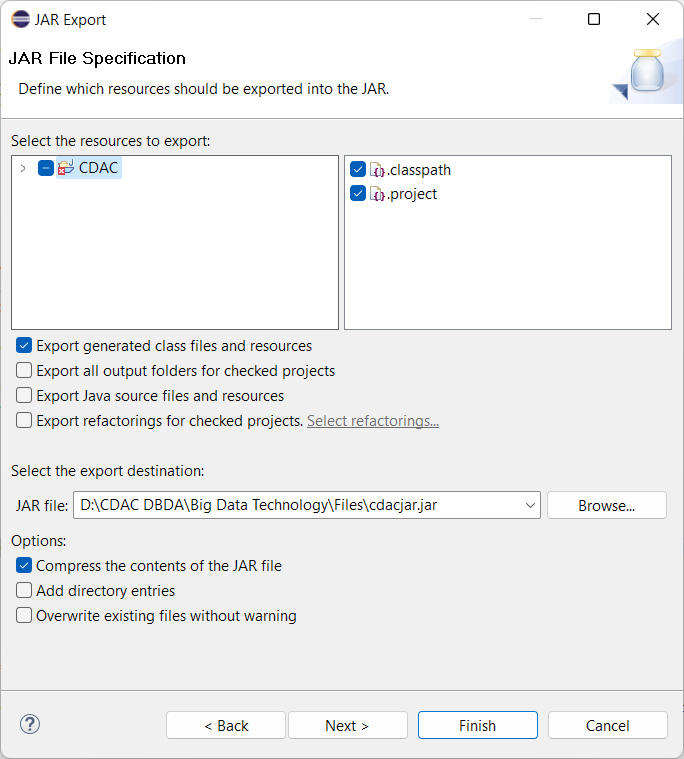 JAR Export
JAR File Specification
Define which resources should be exported into the JAR.
Select the resources to export:
CDAC
.classpath
.project
Export generated class files and resources
Export all output folders for checked projects
Export Java source files and resources
Export refactorings for checked projects. Select refactorings...
Select the export destination:
JAR file: D:\CDAC DBDA\Big Data Technology\Files\cdacjar.jar Browse...
Options:
Compress the contents of the JAR file
Add directory entries
Overwrite existing files without warning
? < Back Next > Finish Cancel